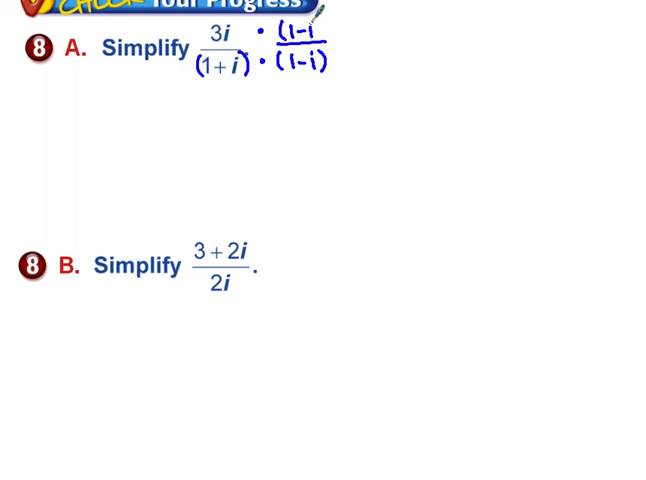 CHECK Your Progress
8 A. Simplify 3i/(1+i) · (1-i/(1-i)
8 B. Simplify 3+2i/2i.